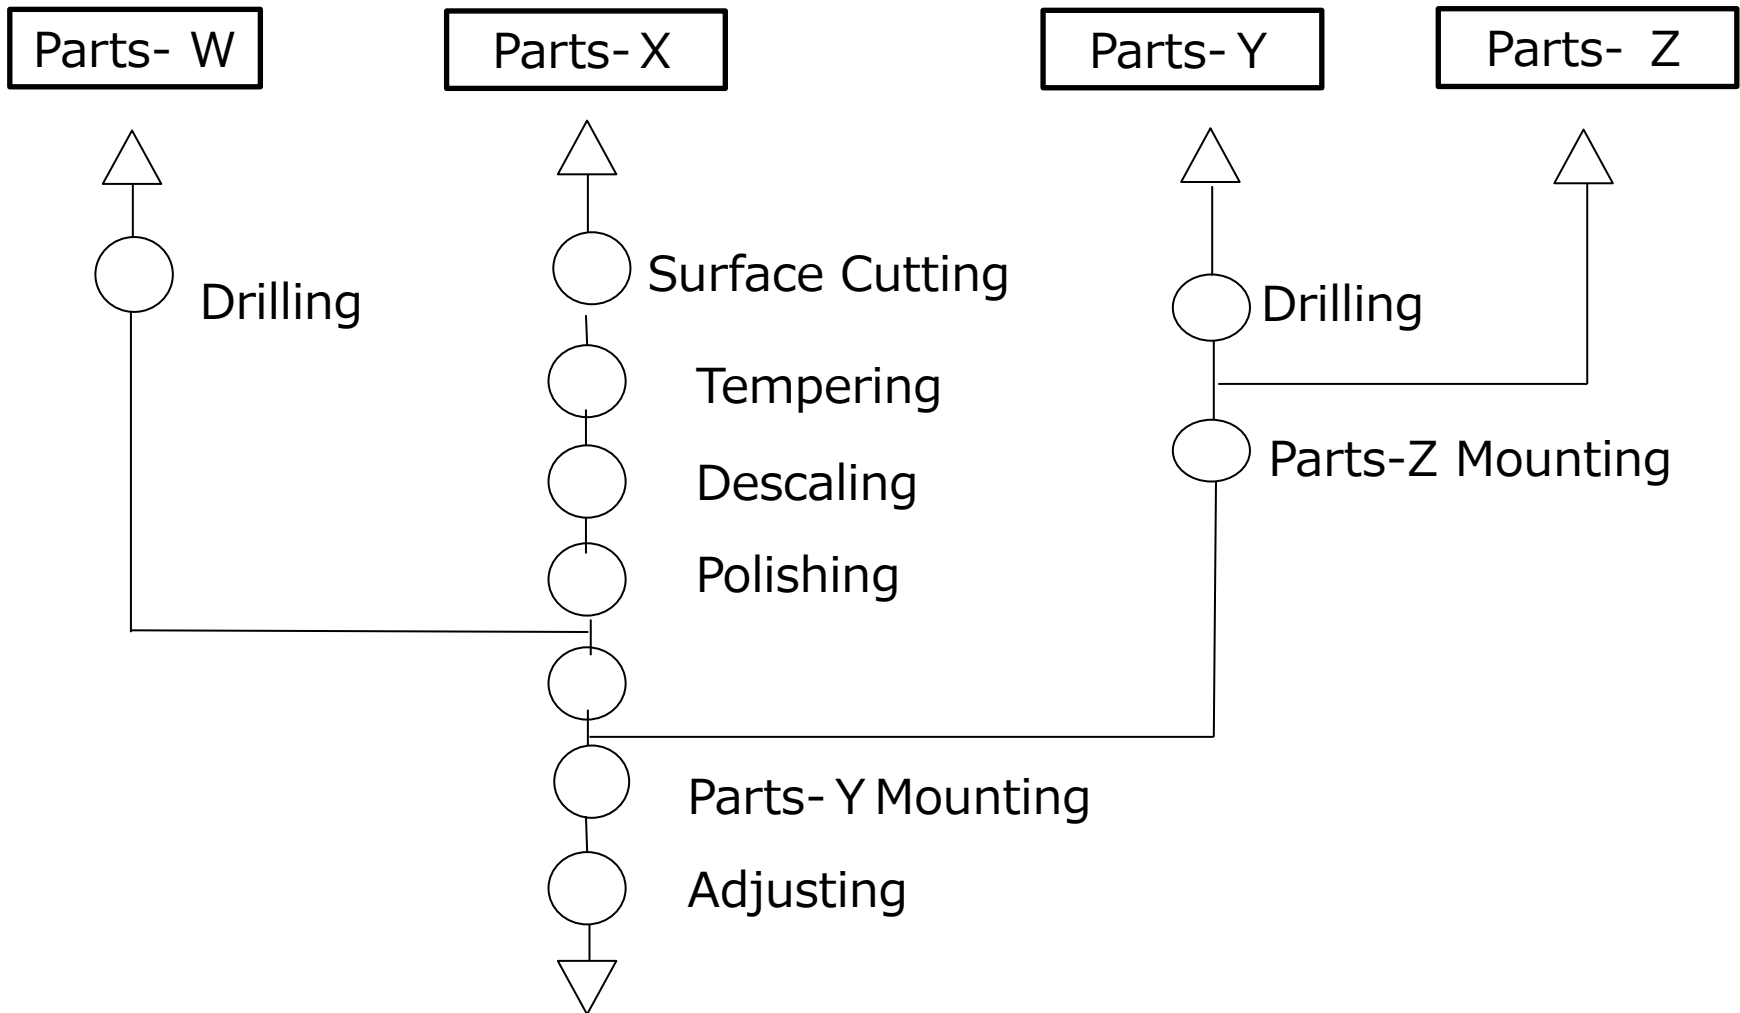 Parts- W
Parts- X
Parts- Y
Parts- Z
Drilling
Surface Cutting
Drilling
Tempering
Parts-Z Mounting
Descaling
Polishing
Parts- Y Mounting
Adjusting